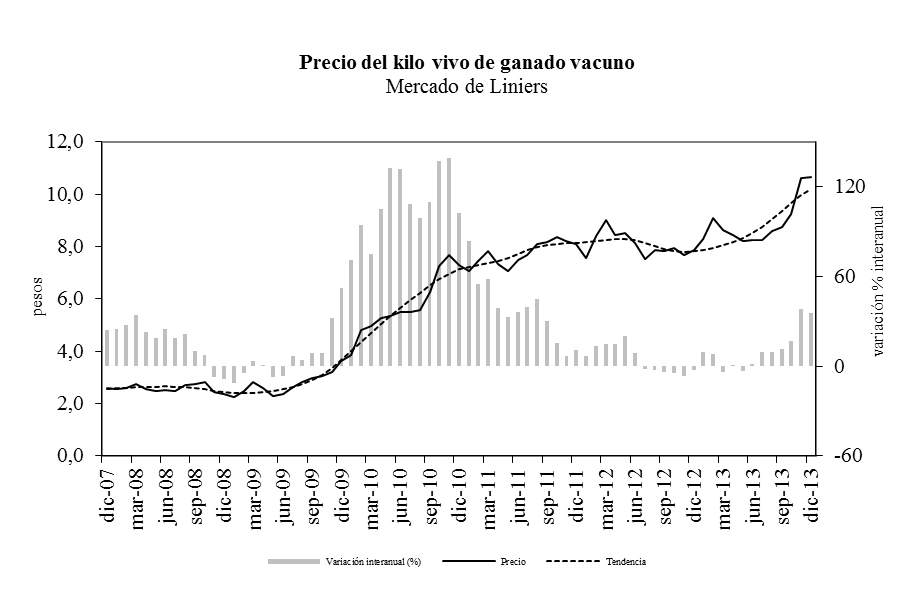 Precio del kilo vivo de ganado vacuno
Mercado de Liniers
pesos
12,0
10,0
8,0
6,0
4,0
2,0
0,0
120
60
0
-60
variación % interanual
dic-07
mar-08
jun-08
sep-08
dic-08
mar-09
jun-09
sep-09
dic-09
mar-10
jun-10
sep-10
dic-10
mar-11
jun-11
sep-11
dic-11
mar-12
jun-12
sep-12
dic-12
mar-13
jun-13
sep-13
dic-13
Variación interanual (%)
Precio
Tendencia